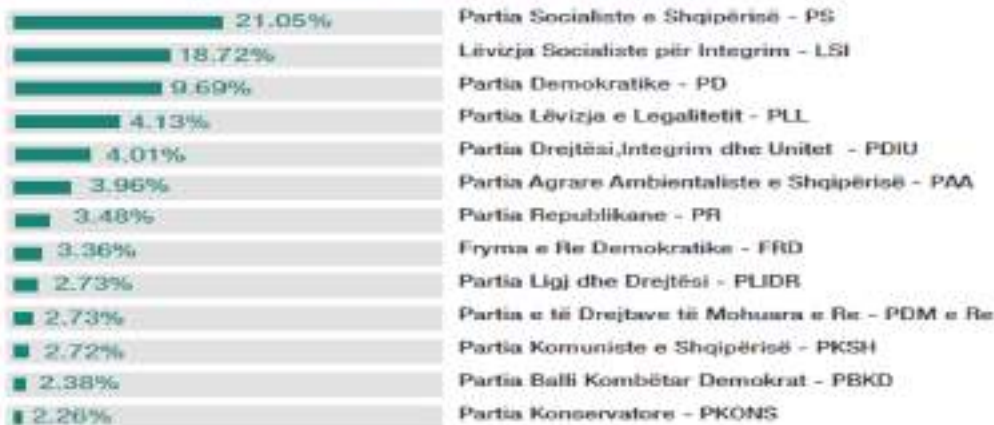 21.05% Partia Socialiste e Shqipërisë - PS
18.72% Lëvizja Socialiste për Integrim - LSI
9.69% Partia Demokratike - PD
4.13% Partia Lëvizja e Legalitetit - PLL
4.01% Partia Drejtësi,Integrim dhe Unitet - PDIU
3.96% Partia Agrare Ambientaliste e Shqipërisë - PAA
3.48% Partia Republikane - PR
3.36% Fryma e Re Demokratike - FRD
2.73% Partia Ligj dhe Drejtësi - PLIDR
2.73% Partia e të Drejtave të Mohuara e Re - PDM e Re
2.72% Partia Komuniste e Shqipërisë - PKSH
2.38% Partia Balli Kombëtar Demokrat - PBKD
2.26% Partia Konservatore - PKONS